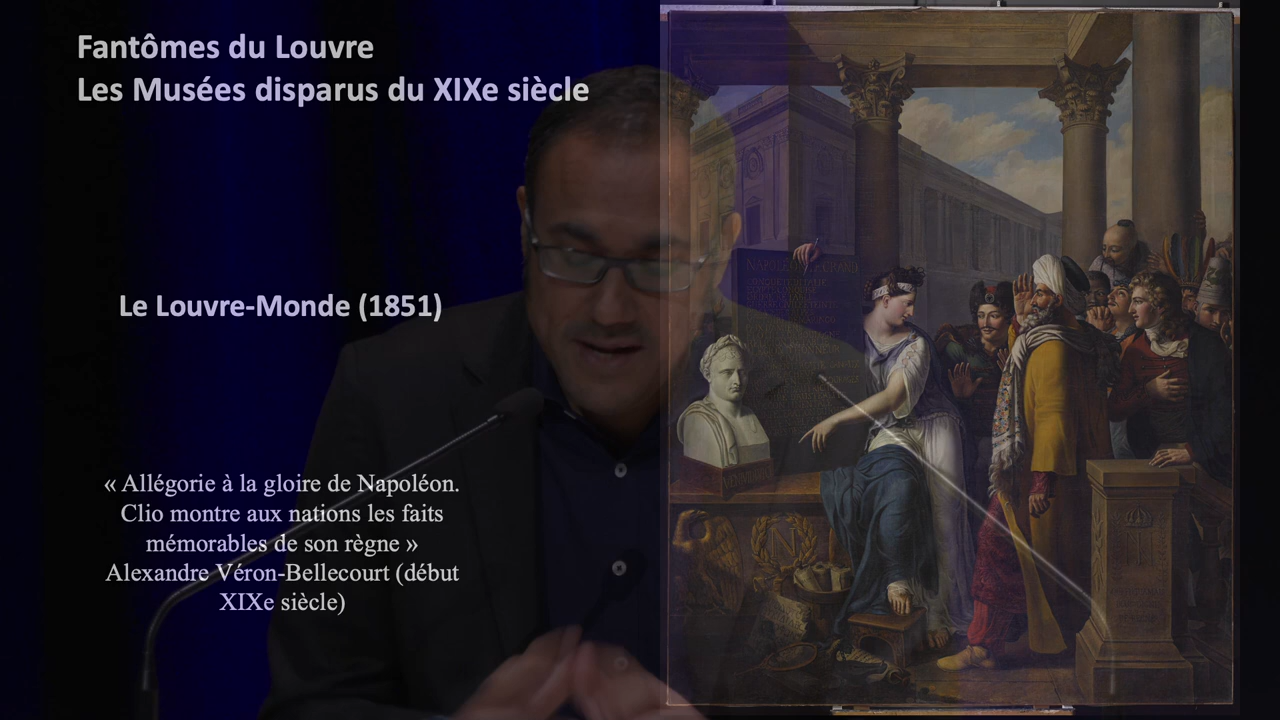 Fantômes du Louvre
Les Musées disparus du XIXe siècle
Le Louvre-Monde (1851)
« Allégorie à la gloire de Napoléon.
Clio montre aux nations les faits
mémorables de son règne »
Alexandre Véron-Bellecourt (début
XIXe siècle)
N